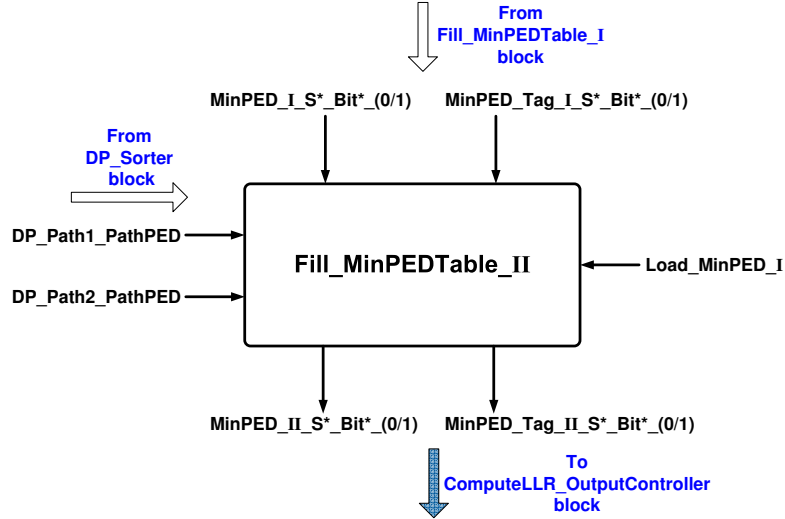 From
Fill_MinPEDTable_I
block
MinPED_I_S*_Bit*_(0/1)
MinPED_Tag_I_S*_Bit*_(0/1)
From
DP_Sorter
block
DP_Path1_PathPED
Fill_MinPEDTable_II
Load_MinPED_I
DP_Path2_PathPED
MinPED_II_S*_Bit*_(0/1)
MinPED_Tag_II_S*_Bit*_(0/1)
To
ComputeLLR_OutputController
block